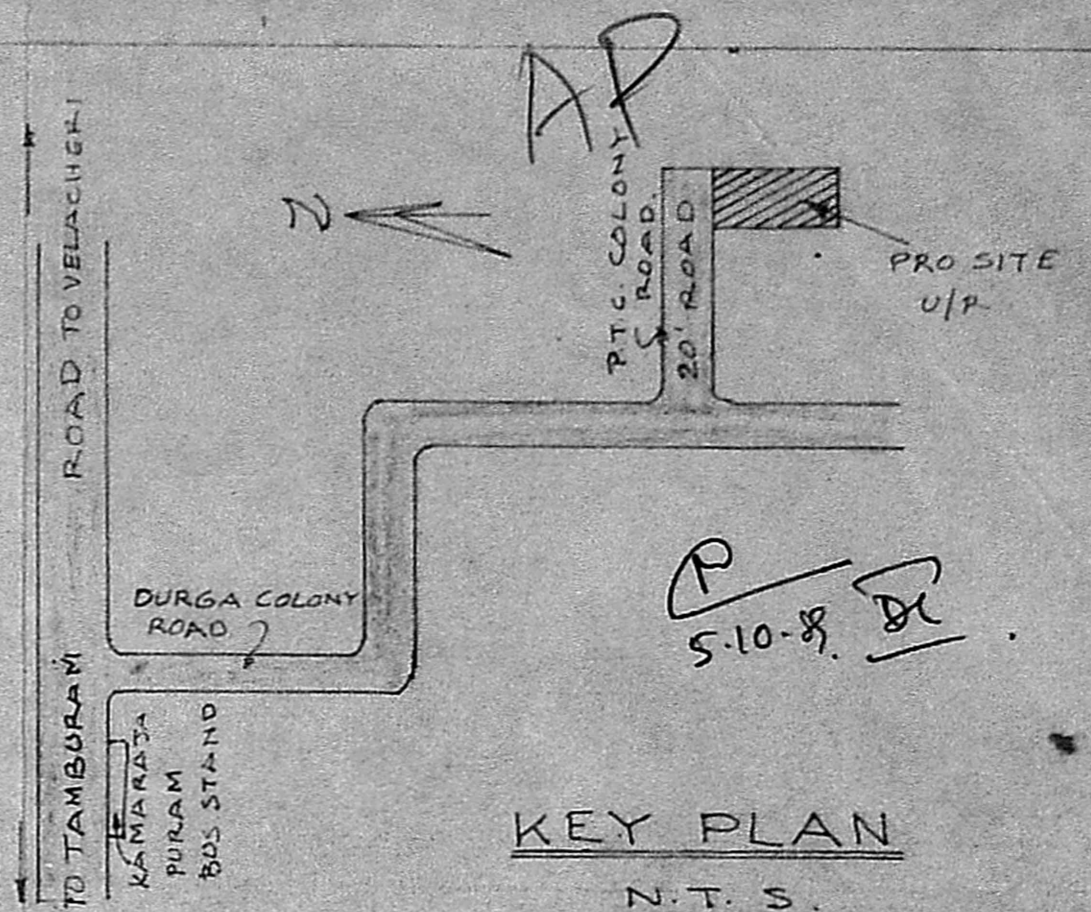 AP
ROAD TO VELACHERI
N
P.T.C. COLONY
ROAD.
20' ROAD
PRO SITE
U/R
DURGA COLONY
ROAD
5.10.89.
TO TAMBURAM
KAMARAJA
PURAM
BUS STAND
KEY PLAN
N.T.S.